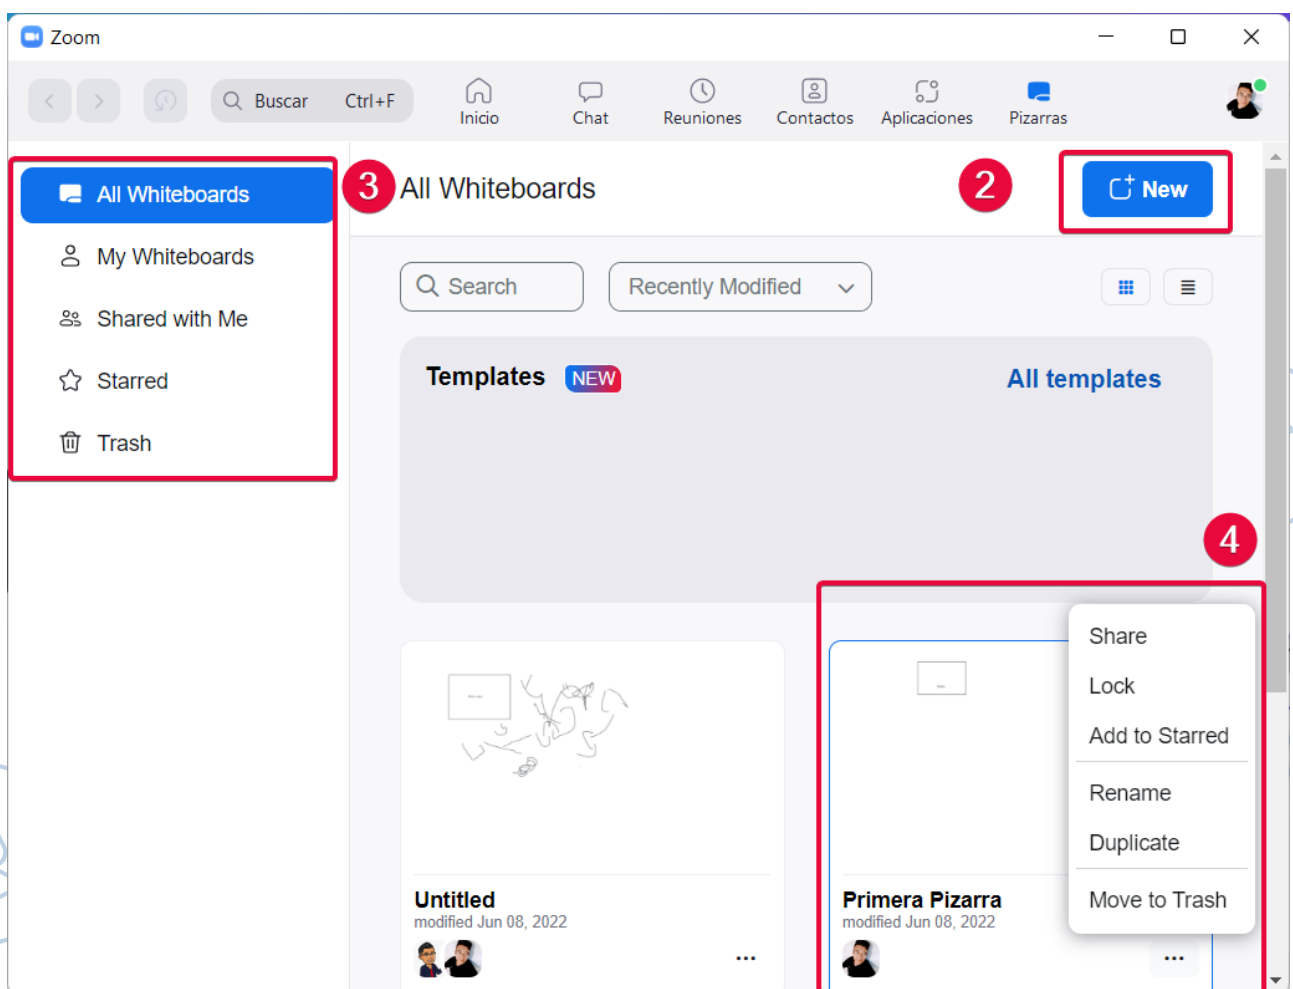 Zoom
Buscar Ctrl+F
Inicio
Chat
Reuniones
Contactos
Aplicaciones
Pizarras
All Whiteboards
My Whiteboards
Shared with Me
Starred
Trash
3
All Whiteboards
2
New
Search
Recently Modified
Templates NEW
All templates
4
Share
Lock
Add to Starred
Rename
Duplicate
Move to Trash
Untitled
modified Jun 08, 2022
Primera Pizarra
modified Jun 08, 2022